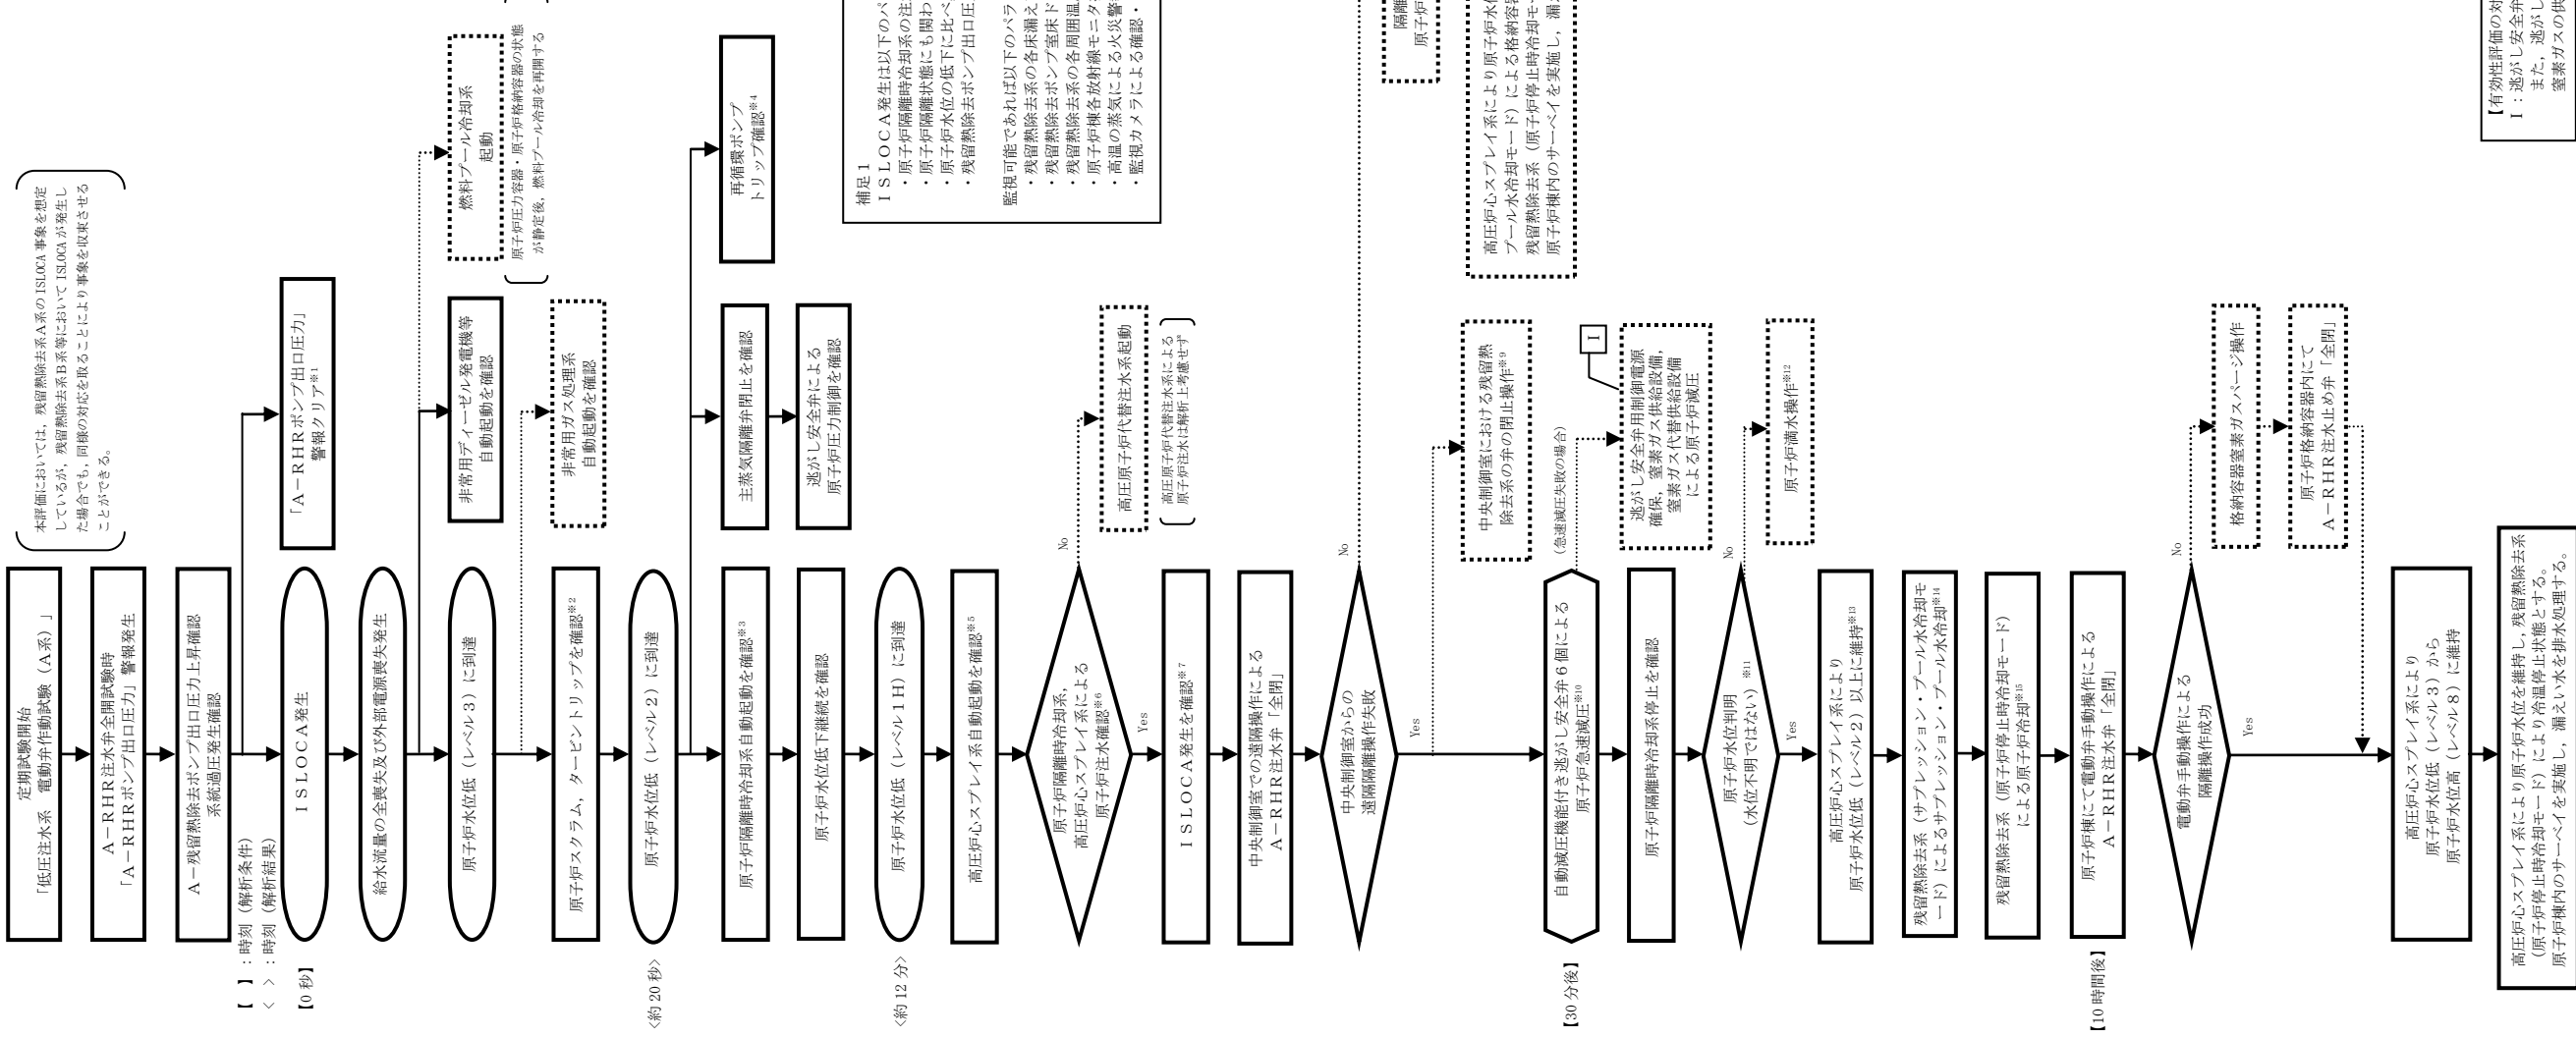 定期試験開始
「低圧注水系 電動弁作動試験(A系)」
A-RHR注水弁全開試験時
「A-RHRポンプ出口圧力」警報発生
A-残留熱除去ポンプ出口圧力上昇確認
系統過圧発生確認
本評価においては,残留熱除去系A系の ISLOCA 事象を想定
しているが,残留熱除去系B系等において ISLOCA が発生し
た場合でも,同様の対応を取ることにより事象を収束させる
ことができる。
【 】:時刻(解析条件)
< >:時刻(解析結果)
「A-RHRポンプ出口圧力」
警報クリア※1
【0 秒】
ISLOCA発生
給水流量の全喪失及び外部電源喪失発生
原子炉水位低(レベル3)に到達
非常用ディーゼル発電機等
自動起動を確認
燃料プール冷却系
起動
原子炉圧力容器・原子炉格納容器の状態
が静定後,燃料プール冷却を再開する
非常用ガス処理系
自動起動を確認
原子炉スクラム,タービントリップを確認※2
<約 20 秒>
原子炉水位低(レベル2)に到達
原子炉隔離時冷却系自動起動を確認※3
主蒸気隔離弁閉止を確認
再循環ポンプ
トリップ確認※4
原子炉水位低下継続を確認
逃がし安全弁による
原子炉圧力制御を確認
<約 12 分>
原子炉水位低(レベル1H)に到達
高圧炉心スプレイ系自動起動を確認※5
補足1
ISLOCA発生は以下のパ
・原子炉隔離時冷却系の注
・原子炉隔離状態にも関わ
・原子炉水位の低下に比べ
・残留熱除去ポンプ出口圧
監視可能であれば以下のパラ
・残留熱除去系の各床漏え
・残留熱除去ポンプ室床ド
・残留熱除去系の各周囲温
・原子炉棟各放射線モニタ
・高温の蒸気による火災警
・監視カメラによる確認・
原子炉隔離時冷却系,
高圧炉心スプレイ系による
原子炉注水確認※6
No
Yes
高圧原子炉代替注水系起動
高圧原子炉代替注水系による
原子炉注水は解析上考慮せず
ISLOCA発生を確認※7
中央制御室での遠隔操作による
A-RHR注水弁「全閉」
中央制御室からの
遠隔隔離操作失敗
No
Yes
隔離
原子炉
中央制御室における残留熱
除去系の弁の閉止操作※9
高圧炉心スプレイ系により原子炉水位
プール水冷却モード)による格納容器
残留熱除去系(原子炉停止時冷却モー
原子炉棟内のサーベイを実施し,漏え
【30 分後】
自動減圧機能付き逃がし安全弁6個による
原子炉急速減圧※10
(急速減圧失敗の場合)
I
逃がし安全弁用制御電源
確保,窒素ガス供給設備,
窒素ガス代替供給設備
による原子炉減圧
原子炉隔離時冷却系停止を確認
原子炉水位判明
(水位不明ではない)※11
No
Yes
原子炉満水操作※12
高圧炉心スプレイ系により
原子炉水位低(レベル2)以上に維持※13
残留熱除去系(サプレッション・プール水冷却モ
ード)によるサプレッション・プール水冷却※14
残留熱除去系(原子炉停止時冷却モード)
による原子炉冷却※15
【10 時間後】
原子炉棟にて電動弁手動操作による
A-RHR注水弁「全閉」
電動弁手動操作による
隔離操作成功
No
Yes
格納容器窒素ガスパージ操作
原子炉格納容器内にて
A-RHR注水止め弁「全閉」
高圧炉心スプレイ系により
原子炉水位低(レベル3)から
原子炉水位高(レベル8)に維持
高圧炉心スプレイ系により原子炉水位を維持し,残留熱除去系
(原子炉停止時冷却モード)により冷温停止状態とする。
原子炉棟内のサーベイを実施し,漏えい水を排水処理する。
【有効性評価の対
I:逃がし安全弁
また,逃がし
窒素ガスの供